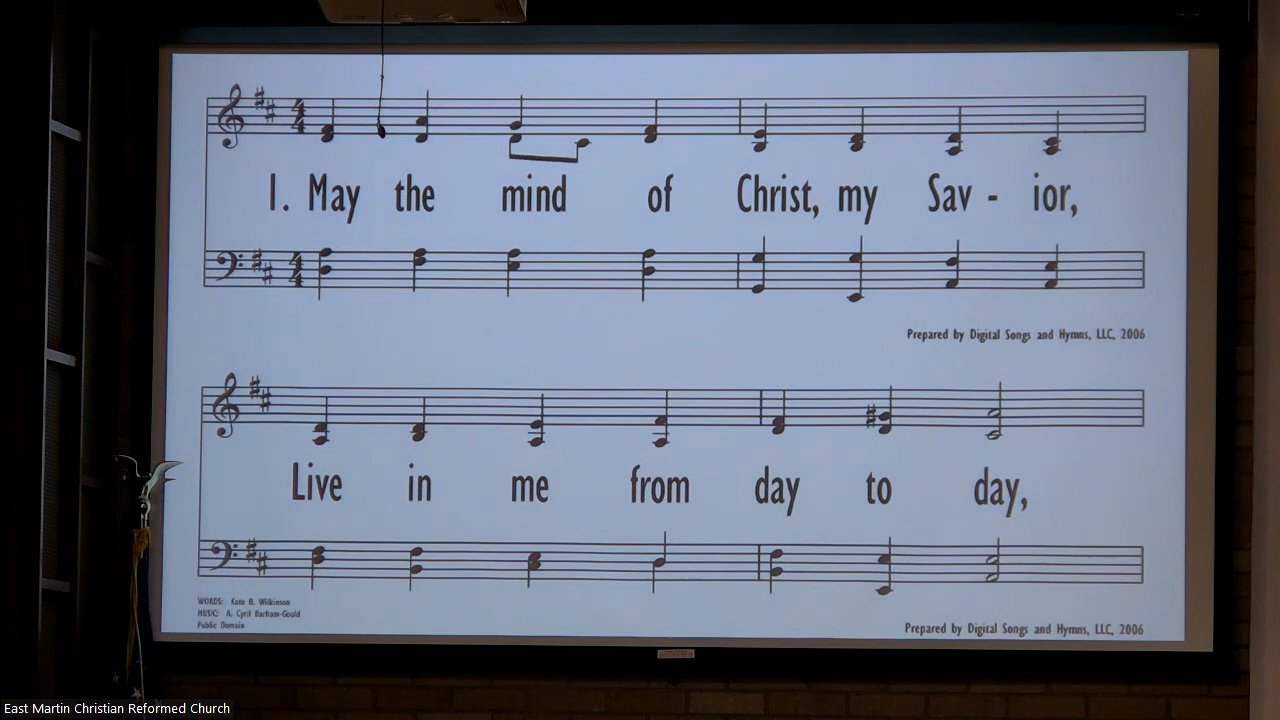 1. May the mind of Christ, my Sav - ior,
Prepared by Digital Songs and Hymns, LLC, 2006
Live in me from day to day,
WORDS: Kate B. Wilkinson
MUSIC: A. Cyril Barham-Gould
Public Domain
Prepared by Digital Songs and Hymns, LLC, 2006
East Martin Christian Reformed Church